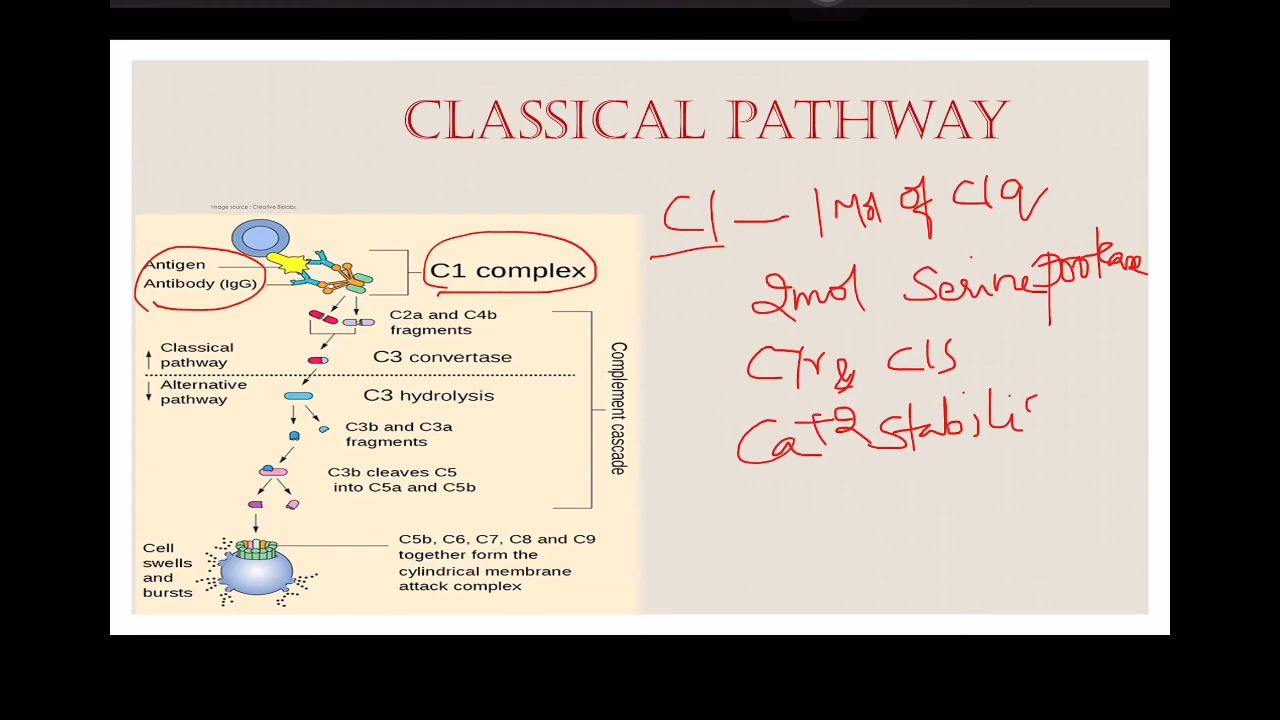 CLASSICAL PATHWAY
Image source : Creative Biolabs
Antigen
Antibody (IgG)
C1 complex
C2a and C4b
fragments
Classical
pathway
C3 convertase
Alternative
pathway
C3 hydrolysis
C3b and C3a
fragments
C3b cleaves C5
into C5a and C5b
Complement cascade
Cell
swells
and
bursts
C5b, C6, C7, C8 and C9
together form the
cylindrical membrane
attack complex
C1 — 1 Mol of C1q
2mol Serine protease
C1r & C1s
Ca+2 stabili